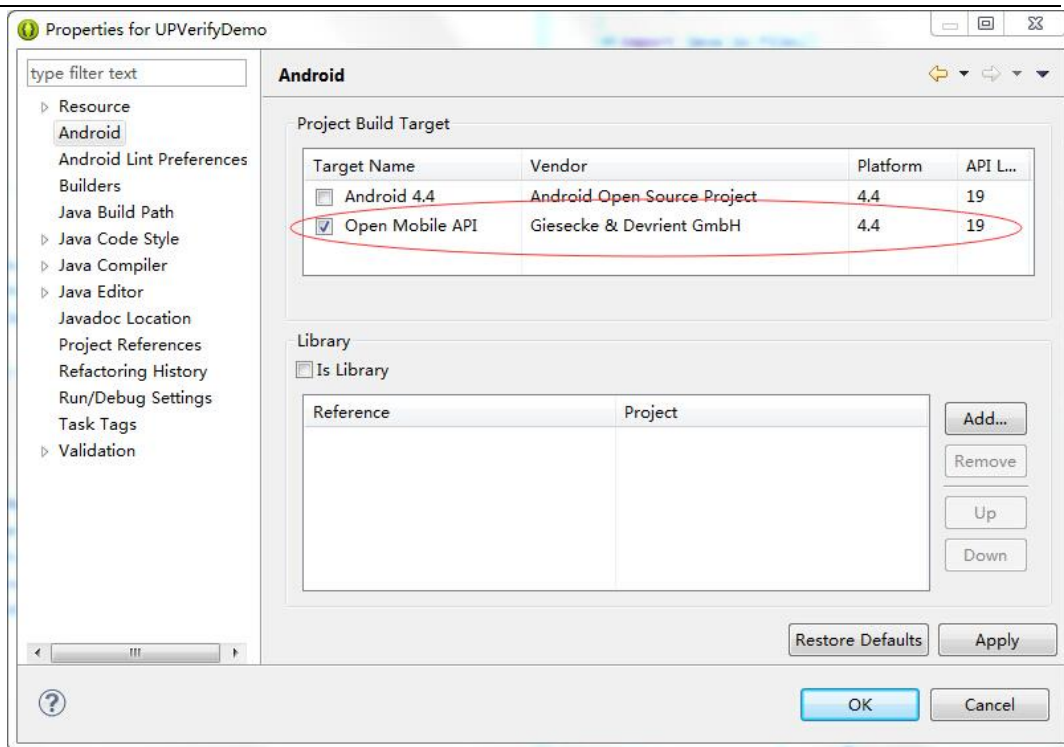 Properties for UPVerifyDemo
type filter text
Resource
Android
Android Lint Preferences
Builders
Java Build Path
Java Code Style
Java Compiler
Java Editor
Javadoc Location
Project References
Refactoring History
Run/Debug Settings
Task Tags
Validation
Android
Project Build Target
Target Name Vendor Platform API L...
Android 4.4 Android Open Source Project 4.4 19
Open Mobile API Giesecke & Devrient GmbH 4.4 19
Library
Is Library
Reference Project
Add...
Remove
Up
Down
Restore Defaults Apply
OK Cancel